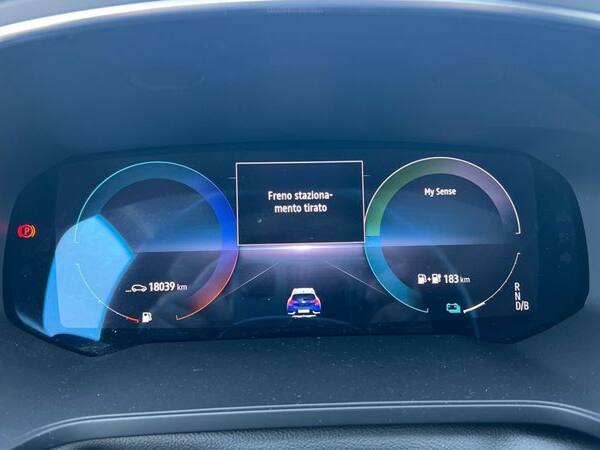 Freno staziona-
mento tirato
My Sense
P
...18039 km
+ 183 km
R
N
D/B